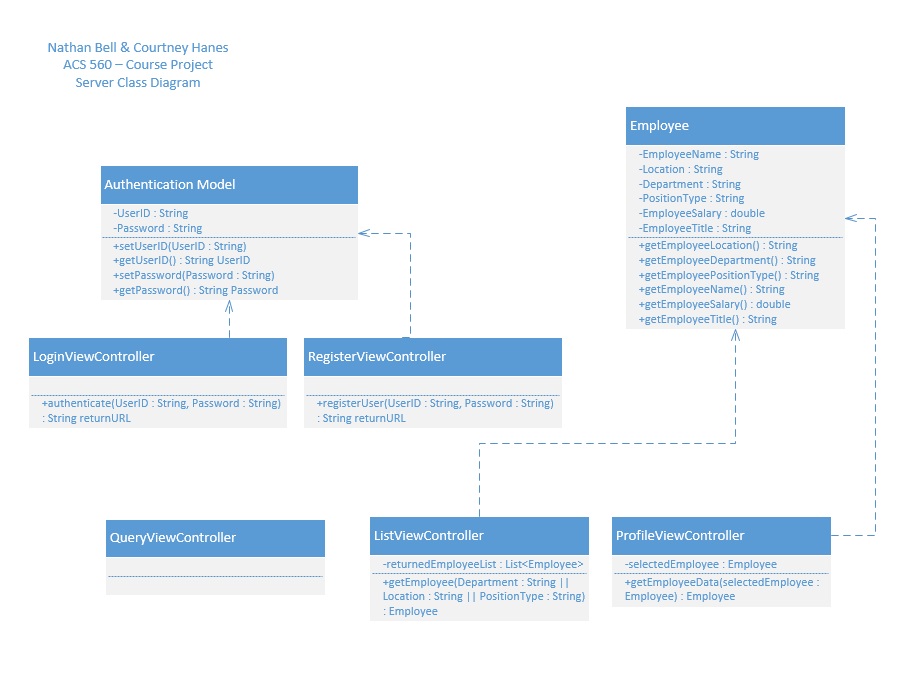 Nathan Bell & Courtney Hanes
ACS 560 – Course Project
Server Class Diagram
Employee
-EmployeeName : String
-Location : String
-Department : String
-PositionType : String
-EmployeeSalary : double
-EmployeeTitle : String
+getEmployeeLocation() : String
+getEmployeeDepartment() : String
+getEmployeePositionType() : String
+getEmployeeName() : String
+getEmployeeSalary() : double
+getEmployeeTitle() : String
Authentication Model
-UserID : String
-Password : String
+setUserID(UserID : String)
+getUserID() : String UserID
+setPassword(Password : String)
+getPassword() : String Password
LoginViewController
+authenticate(UserID : String, Password : String)
: String returnURL
RegisterViewController
+registerUser(UserID : String, Password : String)
: String returnURL
QueryViewController
ListViewController
-returnedEmployeeList : List<Employee>
+getEmployee(Department : String ||
Location : String || PositionType : String)
: Employee
ProfileViewController
-selectedEmployee : Employee
+getEmployeeData(selectedEmployee :
Employee) : Employee